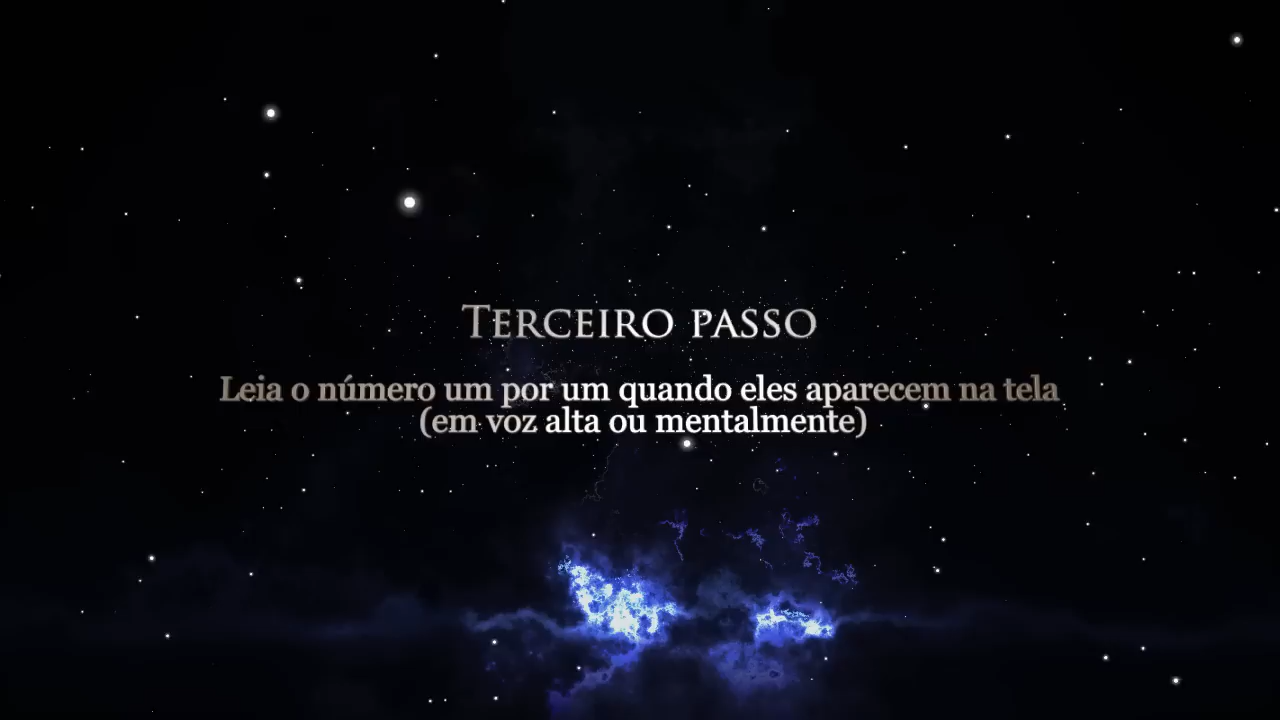 Terceiro passo
Leia o número um por um quando eles aparecem na tela
(em voz alta ou mentalmente)